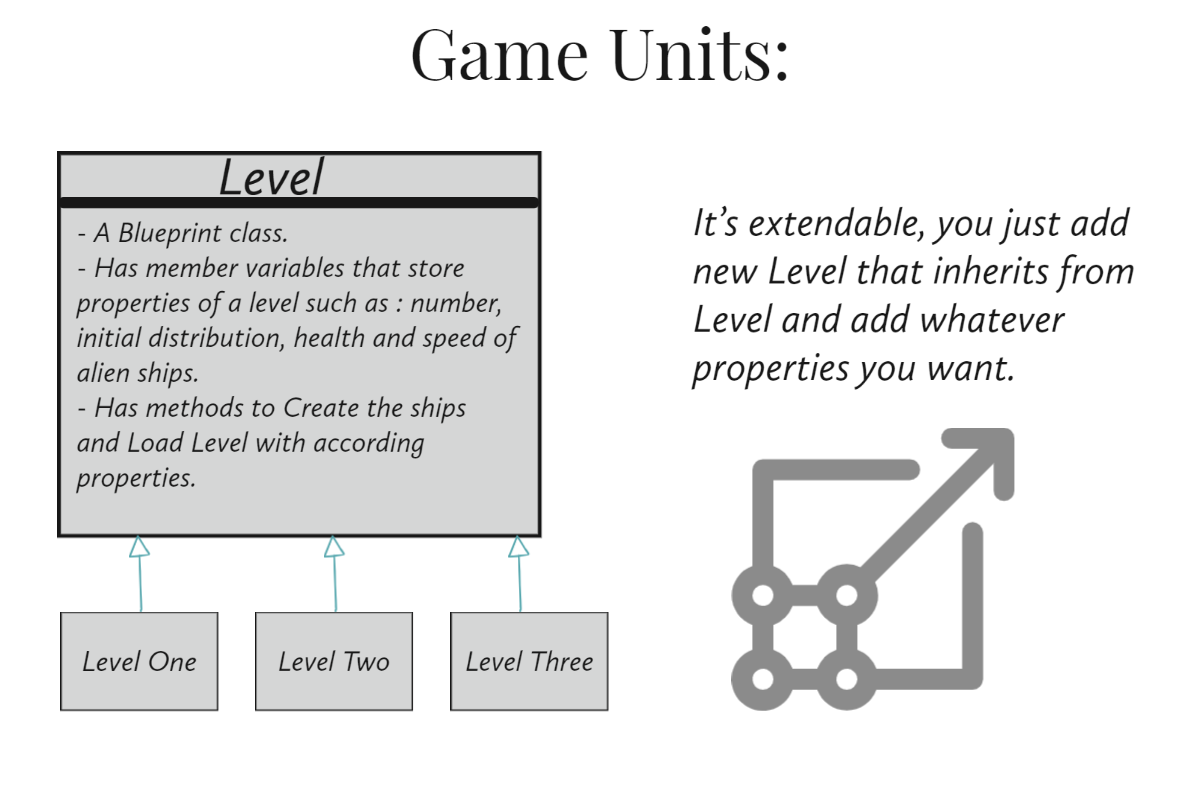 Game Units:
Level
- A Blueprint class.
- Has member variables that store
properties of a level such as : number,
initial distribution, health and speed of
alien ships.
- Has methods to Create the ships
and Load Level with according
properties.
It's extendable, you just add
new Level that inherits from
Level and add whatever
properties you want.
Level One
Level Two
Level Three